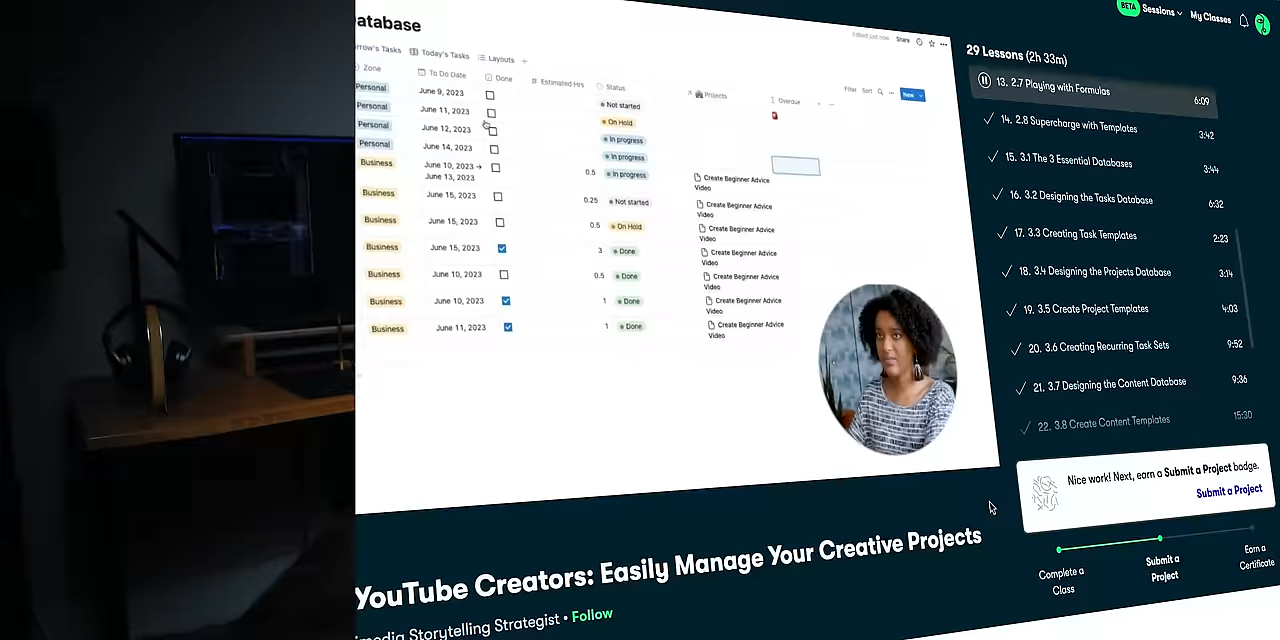 atabase
Edited just now Share
rrow's Tasks Today's Tasks Layouts +
Zone To Do Date Done # Estimated Hrs Status Projects Σ Overdue + ...
Filter Sort ... New
Personal June 9, 2023 Not started
Personal June 11, 2023 On Hold
Personal June 12, 2023 In progress
Personal June 14, 2023 In progress
Business June 10, 2023 → 0.5 In progress Create Beginner Advice
June 13, 2023 Video
Business June 15, 2023 0.25 Not started Create Beginner Advice
Video
Business June 15, 2023 0.5 On Hold Create Beginner Advice
Video
Business June 15, 2023 3 Done Create Beginner Advice
Video
Business June 10, 2023 0.5 Done Create Beginner Advice
Video
Business June 10, 2023 1 Done Create Beginner Advice
Video
Business June 11, 2023 1 Done Create Beginner Advice
Video
BETA Sessions My Classes
29 Lessons (2h 33m)
13. 2.7 Playing with Formulas 6:09
14. 2.8 Supercharge with Templates 3:42
15. 3.1 The 3 Essential Databases 3:44
16. 3.2 Designing the Tasks Database 6:32
17. 3.3 Creating Task Templates 2:23
18. 3.4 Designing the Projects Database 3:14
19. 3.5 Create Project Templates 4:03
20. 3.6 Creating Recurring Task Sets 9:52
21. 3.7 Designing the Content Database 9:36
22. 3.8 Create Content Templates 15:30
Nice work! Next, earn a Submit a Project badge.
Submit a Project
Complete a
Class
Submit a
Project
Earn a
Certificate
YouTube Creators: Easily Manage Your Creative Projects
imedia Storytelling Strategist • Follow